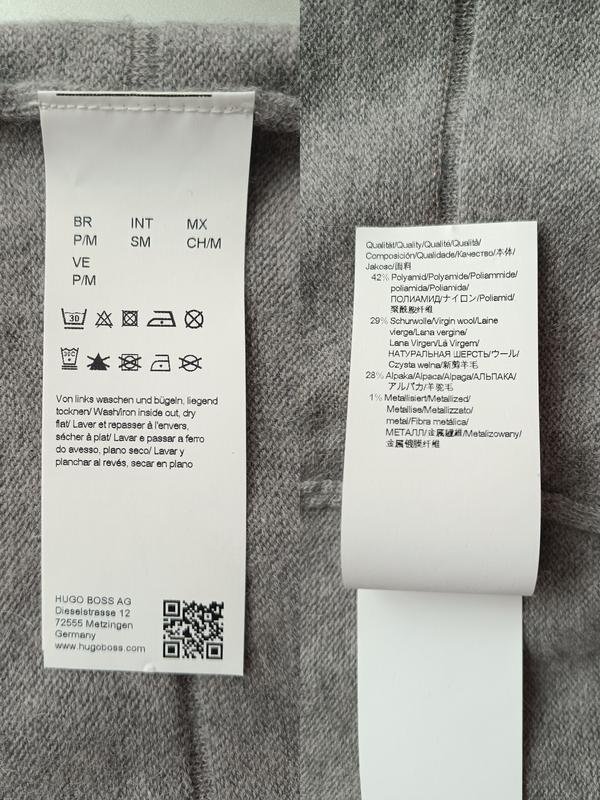 BR INT MX
P/M SM CH/M
VE
P/M
30
30C
Von links waschen und bügeln, liegend
tocknen/ Wash/iron inside out, dry
flat/ Laver et repasser à l'envers,
sécher à plat/ Lavar e passar a ferro
do avesso, plano seco/ Lavar y
planchar al revés, secar en plano
HUGO BOSS AG
Dieselstrasse 12
72555 Metzingen
Germany
www.hugoboss.com
Qualität/Quality/Qualité/Qualità/
Composición/Qualidade/Качество/本体/
Jakosc/面料
42% Polyamid/Polyamide/Poliammide/
poliamida/Poliamida/
ПОЛИАМИД/ナイロン/Poliamid/
聚酰胺纤维
29% Schurwolle/Virgin wool/Laine
vierge/Lana vergine/
Lana Virgen/Lã Virgem/
НАТУРАЛЬНАЯ ШЕРСТЬ/ウール/
Czysta welna/新剪羊毛
28% Alpaka/Alpaca/Alpaga/АЛЬПАКА/
アルパカ/羊驼毛
1% Metallisiert/Metallized/
Metallise/Metallizzato/
metal/Fibra metálica/
МЕТАЛЛ/金属繊維/Metalizowany/
金属镀膜纤维